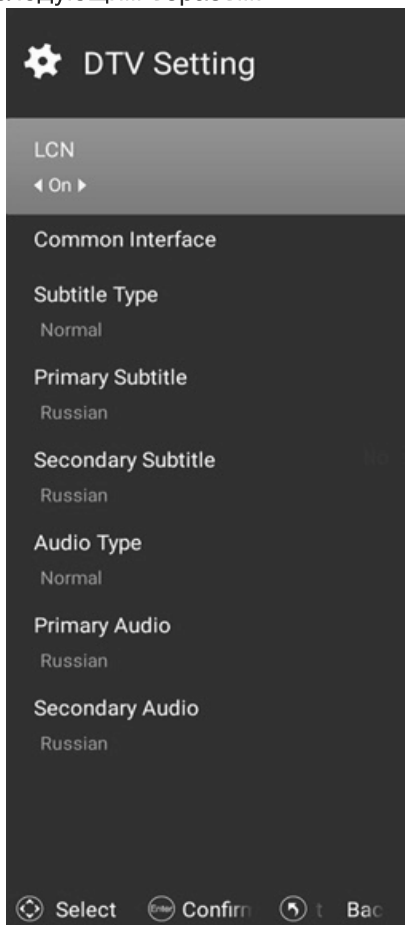 DTV Setting
LCN
On
Common Interface
Subtitle Type
Normal
Primary Subtitle
Russian
Secondary Subtitle
Russian
Audio Type
Normal
Primary Audio
Russian
Secondary Audio
Russian
Select Confirm Bac